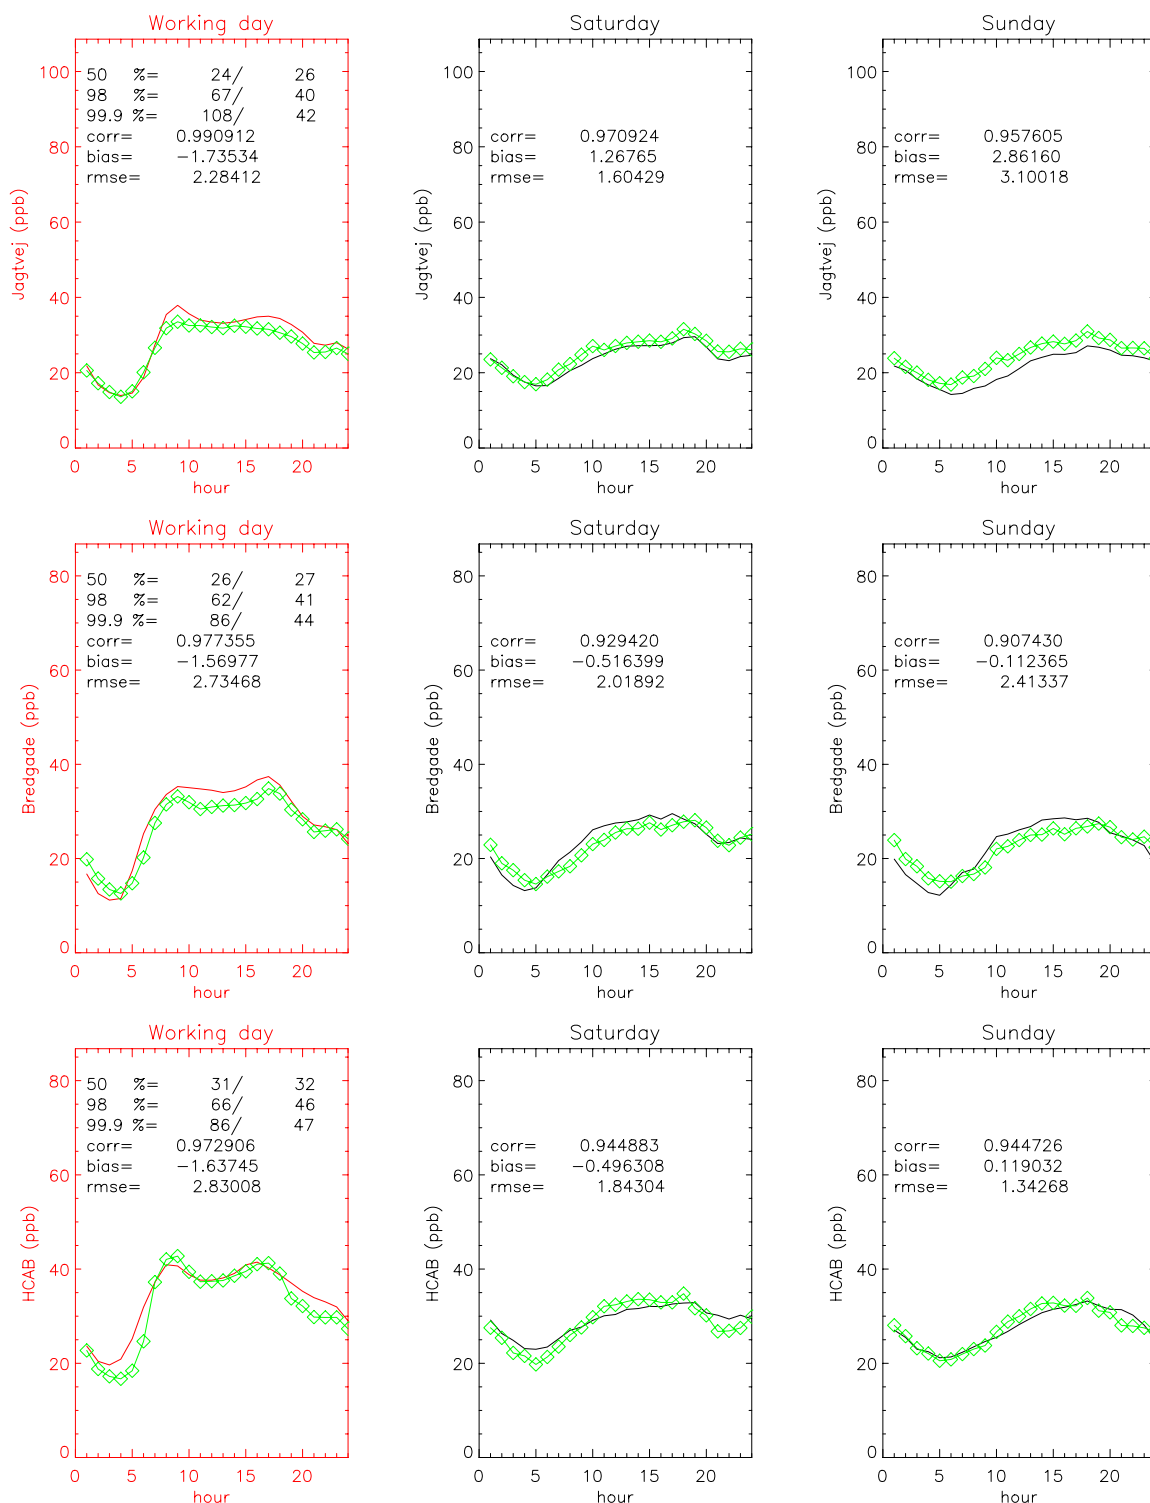 Working day
Saturday
Sunday
50 %= 24/ 26
98 %= 67/ 40
99.9 %= 108/ 42
corr= 0.990912
bias= −1.73534
rmse= 2.28412
corr= 0.970924
bias= 1.26765
rmse= 1.60429
corr= 0.957605
bias= 2.86160
rmse= 3.10018
Jagtvej (ppb)
Jagtvej (ppb)
Jagtvej (ppb)
100
80
60
40
20
0
100
80
60
40
20
0
100
80
60
40
20
0
0 5 10 15 20
0 5 10 15 20
0 5 10 15 20
hour
hour
hour
Working day
Saturday
Sunday
50 %= 26/ 27
98 %= 62/ 41
99.9 %= 86/ 44
corr= 0.977355
bias= −1.56977
rmse= 2.73468
corr= 0.929420
bias= −0.516399
rmse= 2.01892
corr= 0.907430
bias= −0.112365
rmse= 2.41337
Bredgade (ppb)
Bredgade (ppb)
Bredgade (ppb)
80
60
40
20
0
80
60
40
20
0
80
60
40
20
0
0 5 10 15 20
0 5 10 15 20
0 5 10 15 20
hour
hour
hour
Working day
Saturday
Sunday
50 %= 31/ 32
98 %= 66/ 46
99.9 %= 86/ 47
corr= 0.972906
bias= −1.63745
rmse= 2.83008
corr= 0.944883
bias= −0.496308
rmse= 1.84304
corr= 0.944726
bias= 0.119032
rmse= 1.34268
HCAB (ppb)
HCAB (ppb)
HCAB (ppb)
80
60
40
20
0
80
60
40
20
0
80
60
40
20
0
0 5 10 15 20
0 5 10 15 20
0 5 10 15 20
hour
hour
hour